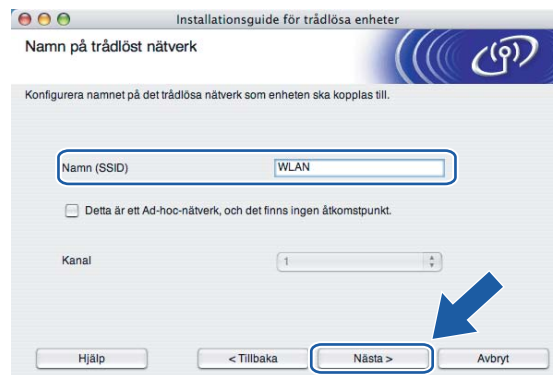 Installationsguide för trådlösa enheter
Namn på trådlöst nätverk
Konfigurera namnet på det trådlösa nätverk som enheten ska kopplas till.
Namn (SSID) WLAN
Detta är ett Ad-hoc-nätverk, och det finns ingen åtkomstpunkt.
Kanal 1
Hjälp < Tillbaka Nästa > Avbryt